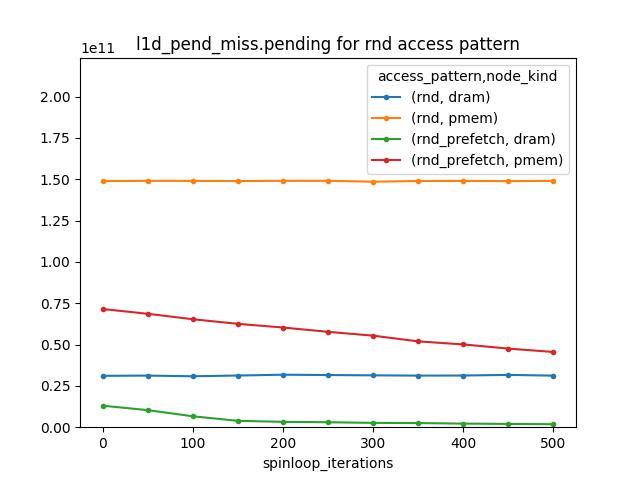 l1d_pend_miss.pending for rnd access pattern
1e11
access_pattern,node_kind
(rnd, dram)
(rnd, pmem)
(rnd_prefetch, dram)
(rnd_prefetch, pmem)
2.00
1.75
1.50
1.25
1.00
0.75
0.50
0.25
0.00
0 100 200 300 400 500
spinloop_iterations